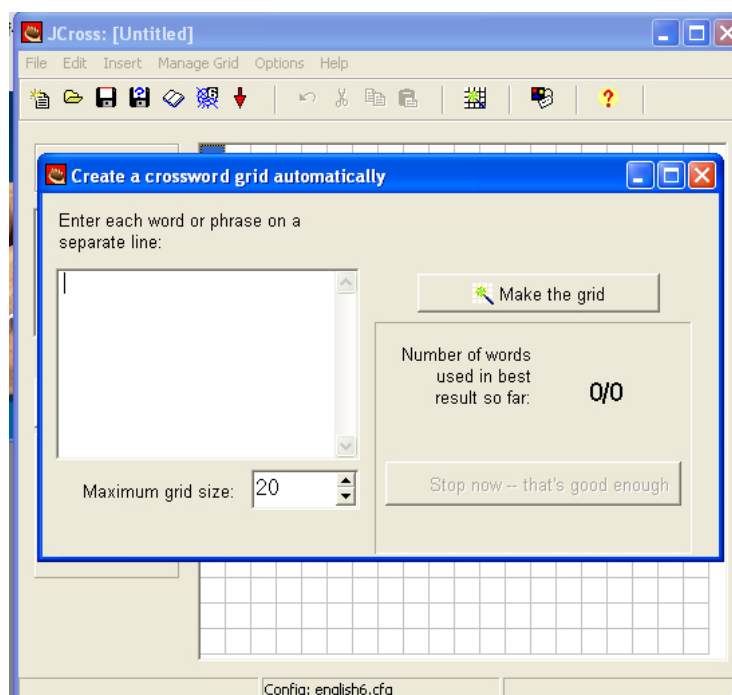 JCross: [Untitled]
File Edit Insert Manage Grid Options Help
Create a crossword grid automatically
Enter each word or phrase on a
separate line:
Make the grid
Number of words
used in best
result so far:
0/0
Maximum grid size:
20
Stop now -- that's good enough
Config: english6.cfg